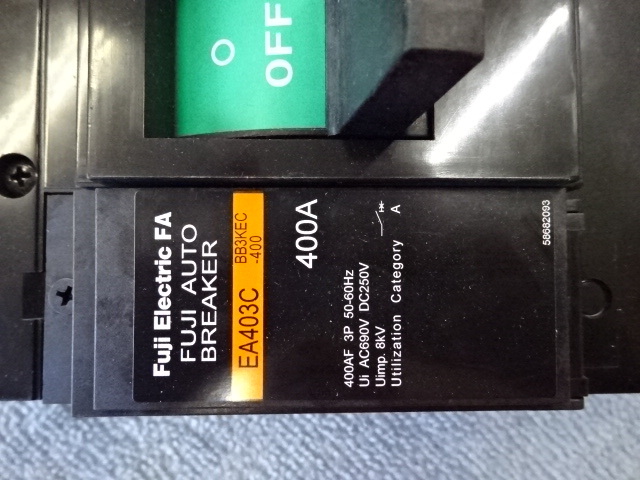 O
OFF
Fuji Electric FA
FUJI AUTO
BREAKER
EA403C BB3KEC
-400
400A
400AF 3P 50-60Hz
Ui AC690V DC250V
Uimp. 8kV
Utilization Category A
58682093